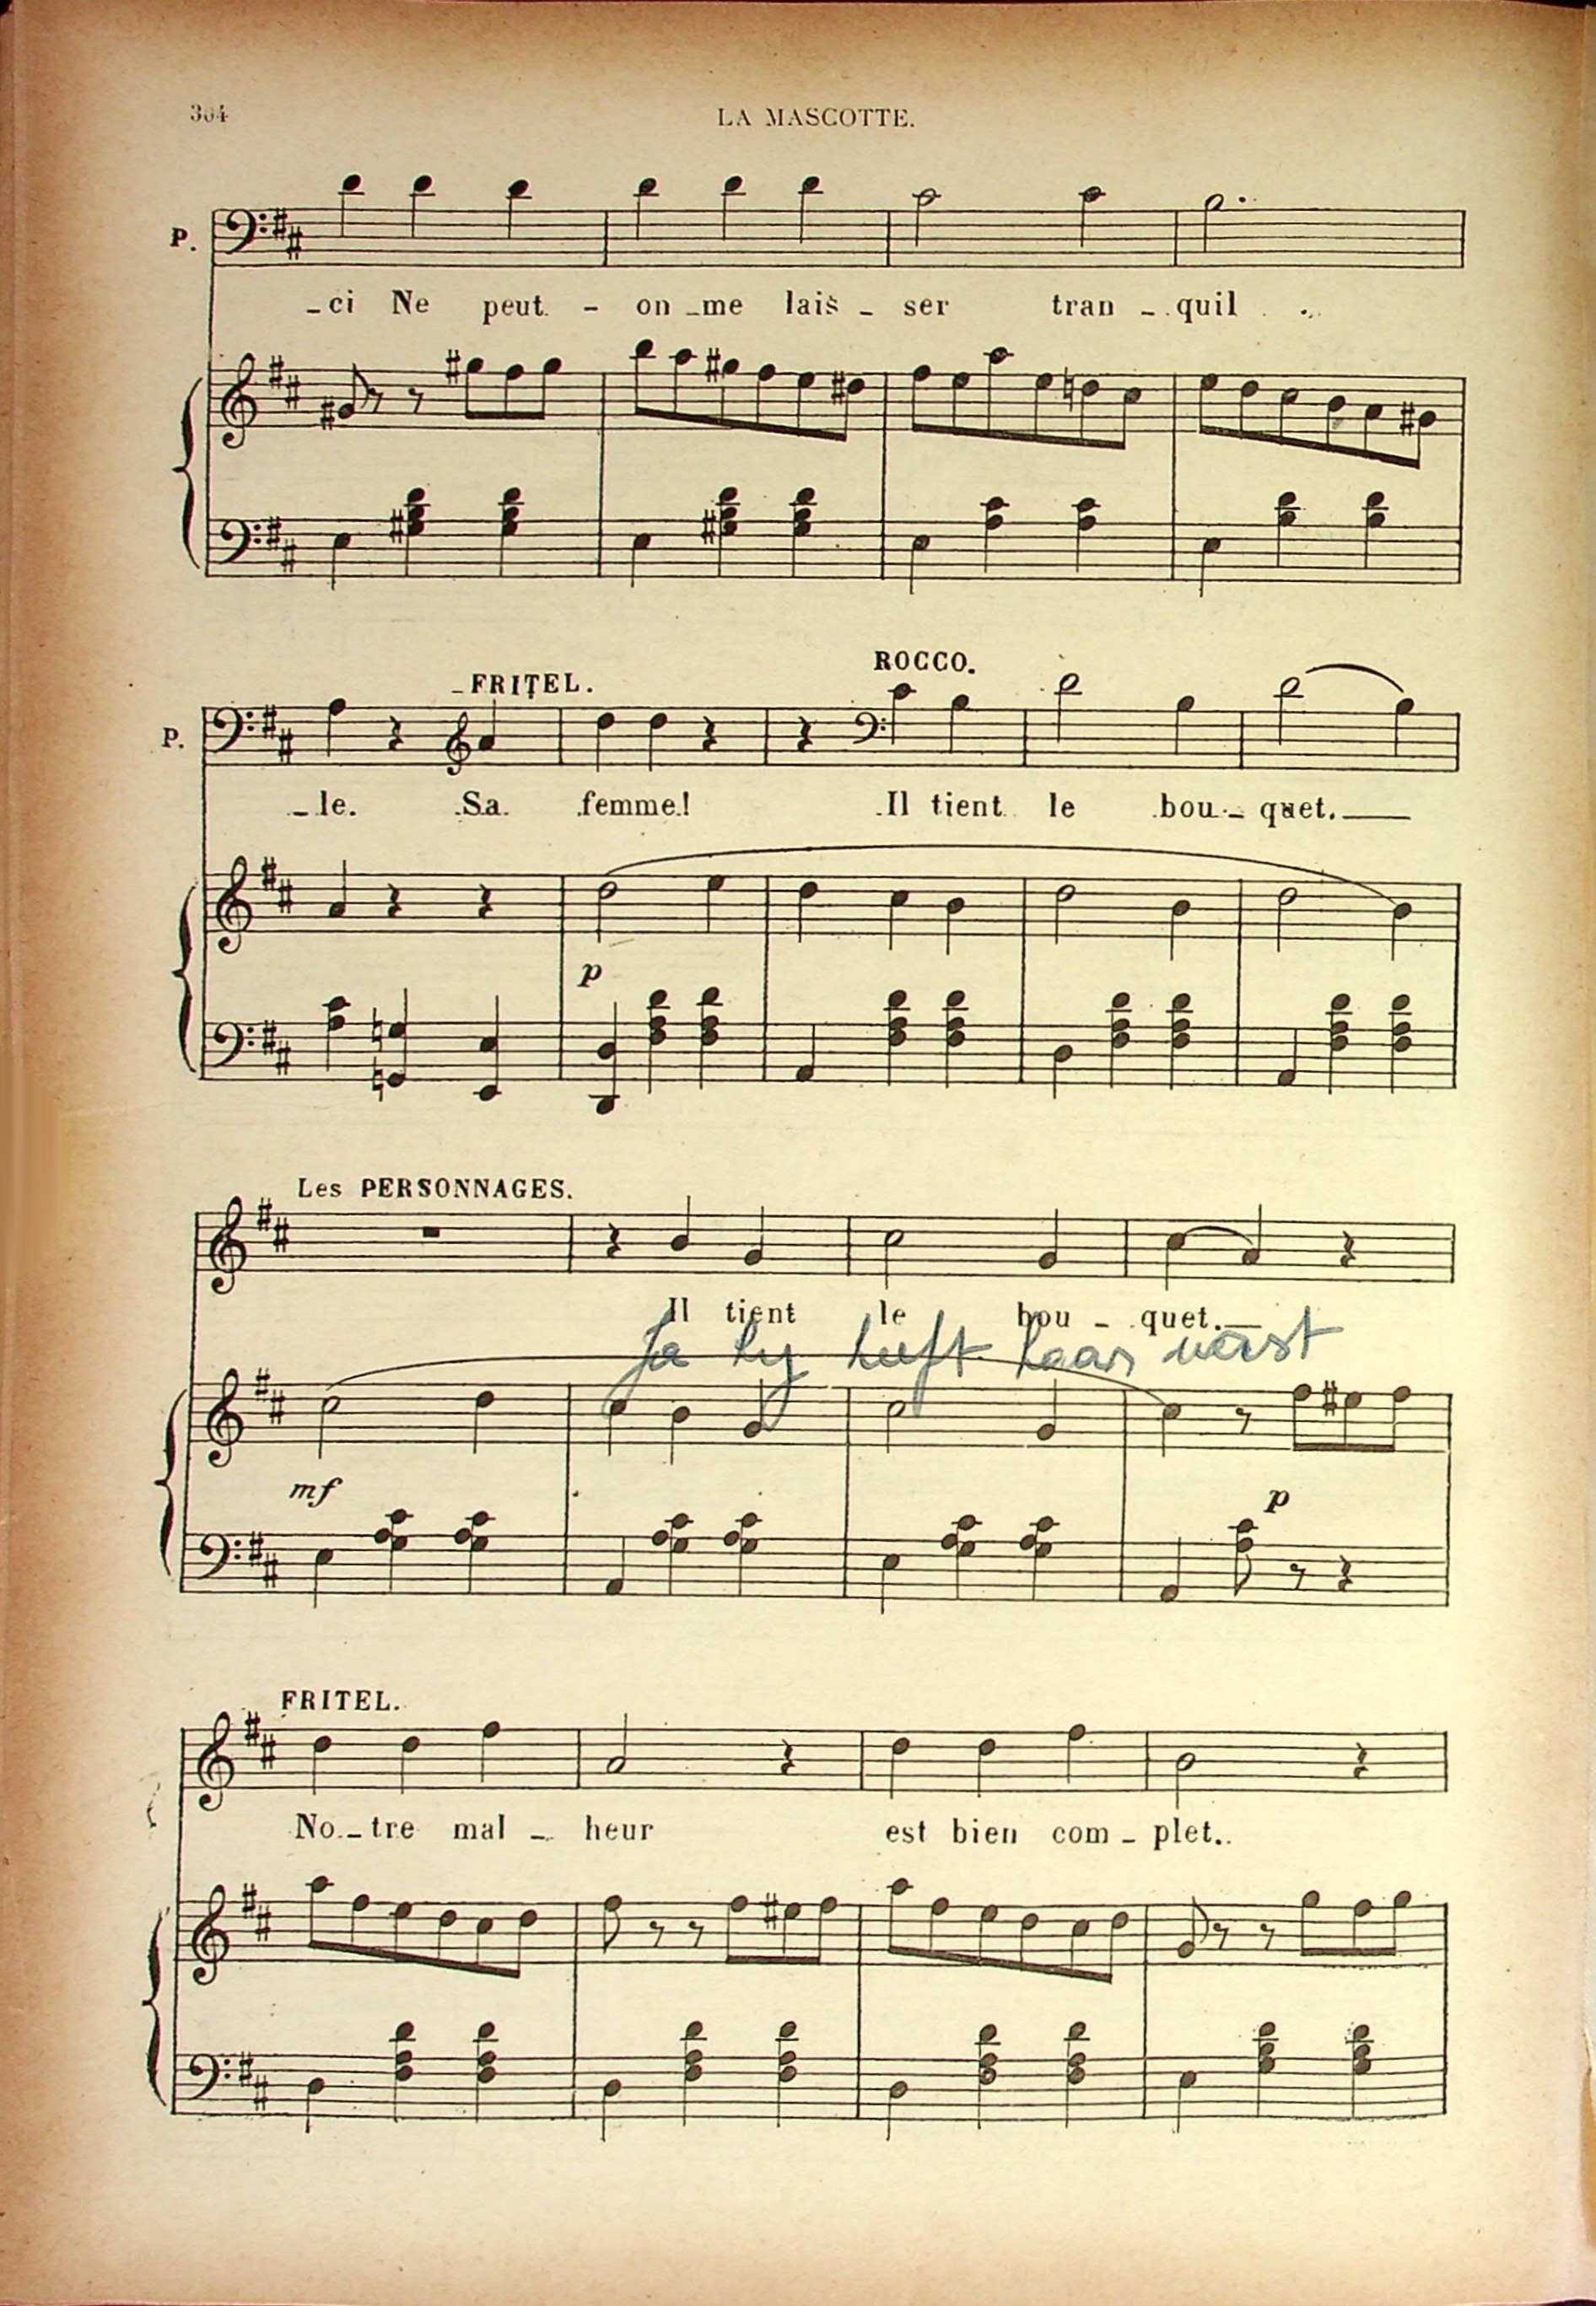 304
LA MASCOTTE.
P.
_ci Ne peut - on _me lais _ ser tran _ quil _
FRITEL.
ROCCO.
P.
_le. Sa femme! Il tient le bou _ quet.
p
Les PERSONNAGES.
Il tient le bou _ quet.
Ja hy heeft haar
mf
p
FRITEL.
No _ tre mal _ heur est bien com _ plet.